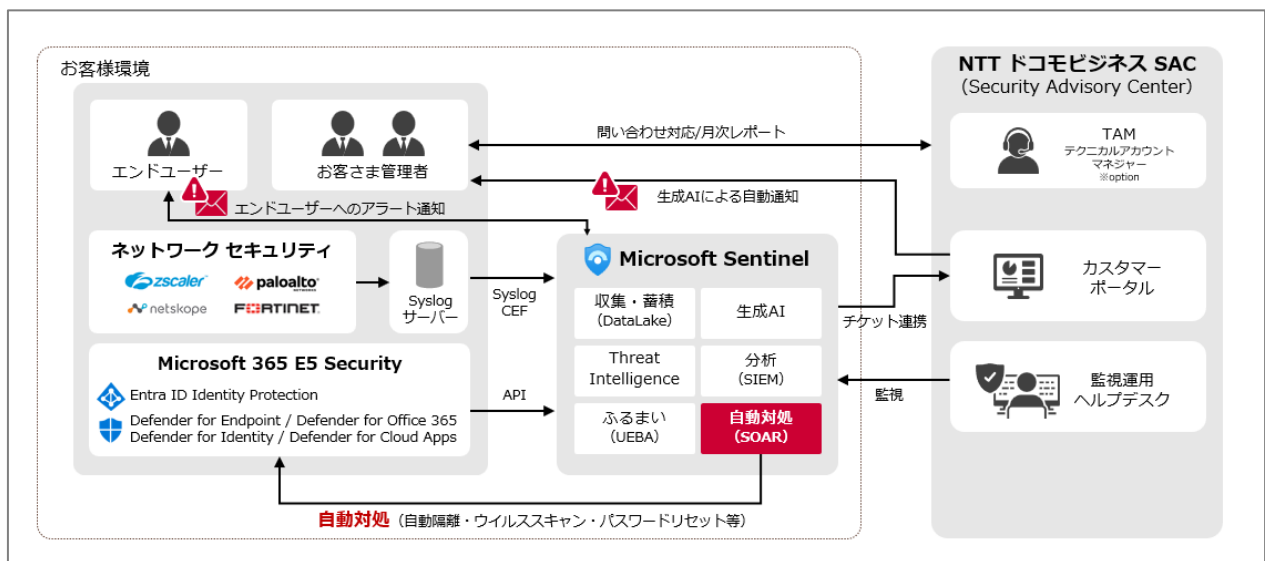 お客様環境
エンドユーザー
お客さま管理者
問い合わせ対応/月次レポート
生成AIによる自動通知
エンドユーザーへのアラート通知
ネットワーク セキュリティ
zscaler
paloalto
NETWORKS
netskope
FORTINET
Syslog
サーバー
Syslog
CEF
Microsoft 365 E5 Security
Entra ID Identity Protection
Defender for Endpoint / Defender for Office 365
Defender for Identity / Defender for Cloud Apps
API
Microsoft Sentinel
収集・蓄積
(DataLake)
生成AI
Threat
Intelligence
分析
(SIEM)
ふるまい
(UEBA)
自動対処
(SOAR)
自動対処（自動隔離・ウイルススキャン・パスワードリセット等）
チケット連携
監視
NTT ドコモビジネス SAC
（Security Advisory Center）
TAM
テクニカルアカウント
マネジャー
※option
カスタマー
ポータル
監視運用
ヘルプデスク